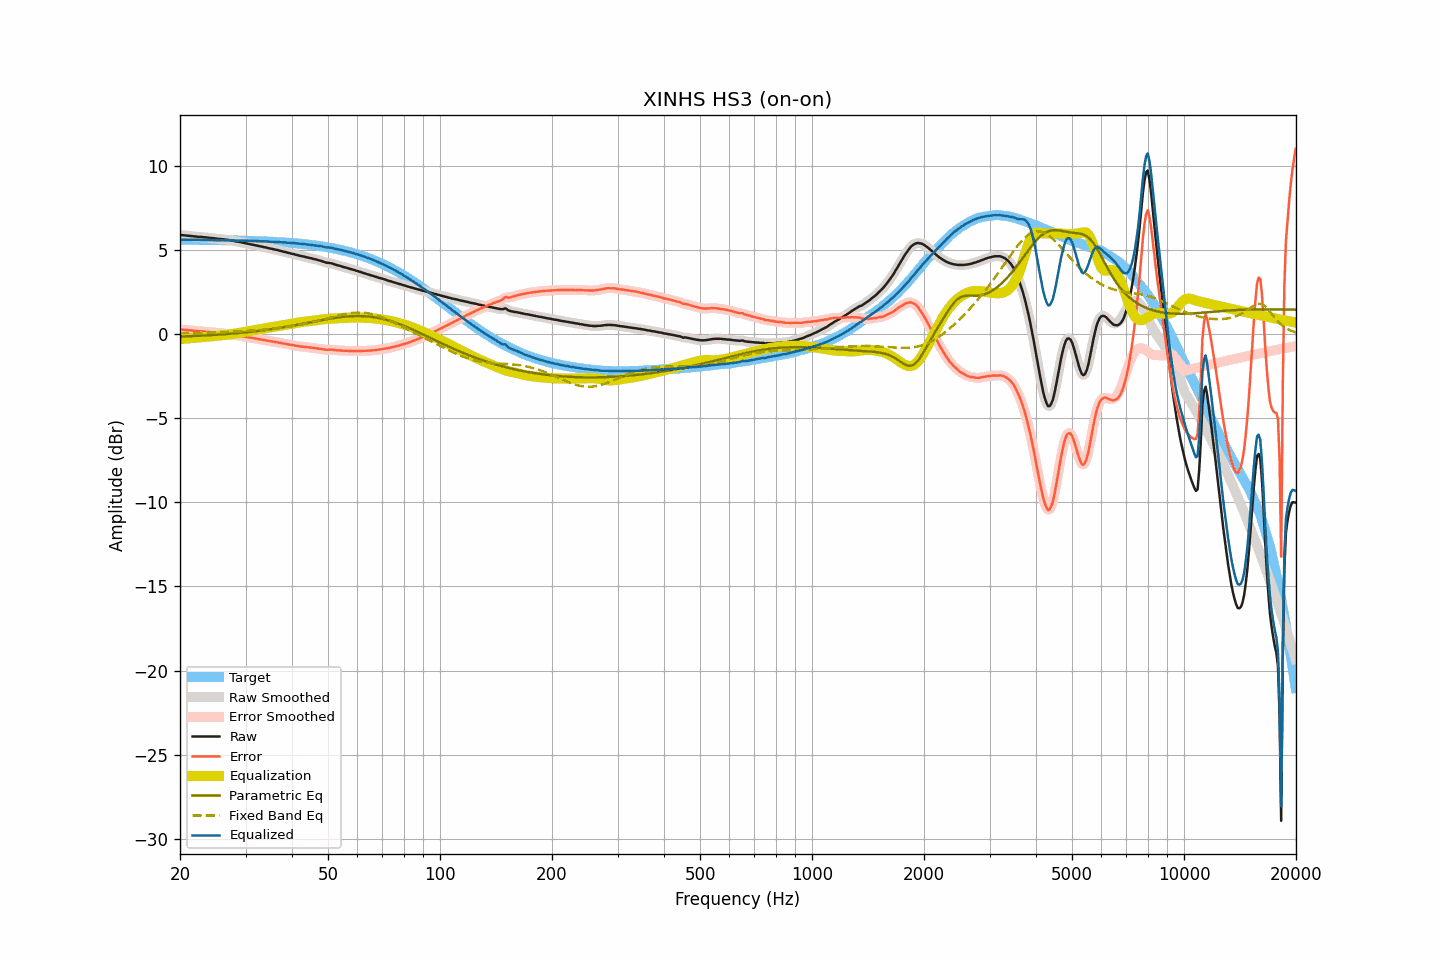 XINHS HS3 (on-on)
10
5
0
−5
−10
−15
−20
−25
−30
Amplitude (dBr)
Target
Raw Smoothed
Error Smoothed
Raw
Error
Equalization
Parametric Eq
Fixed Band Eq
Equalized
20 50 100 200 500 1000 2000 5000 10000 20000
Frequency (Hz)